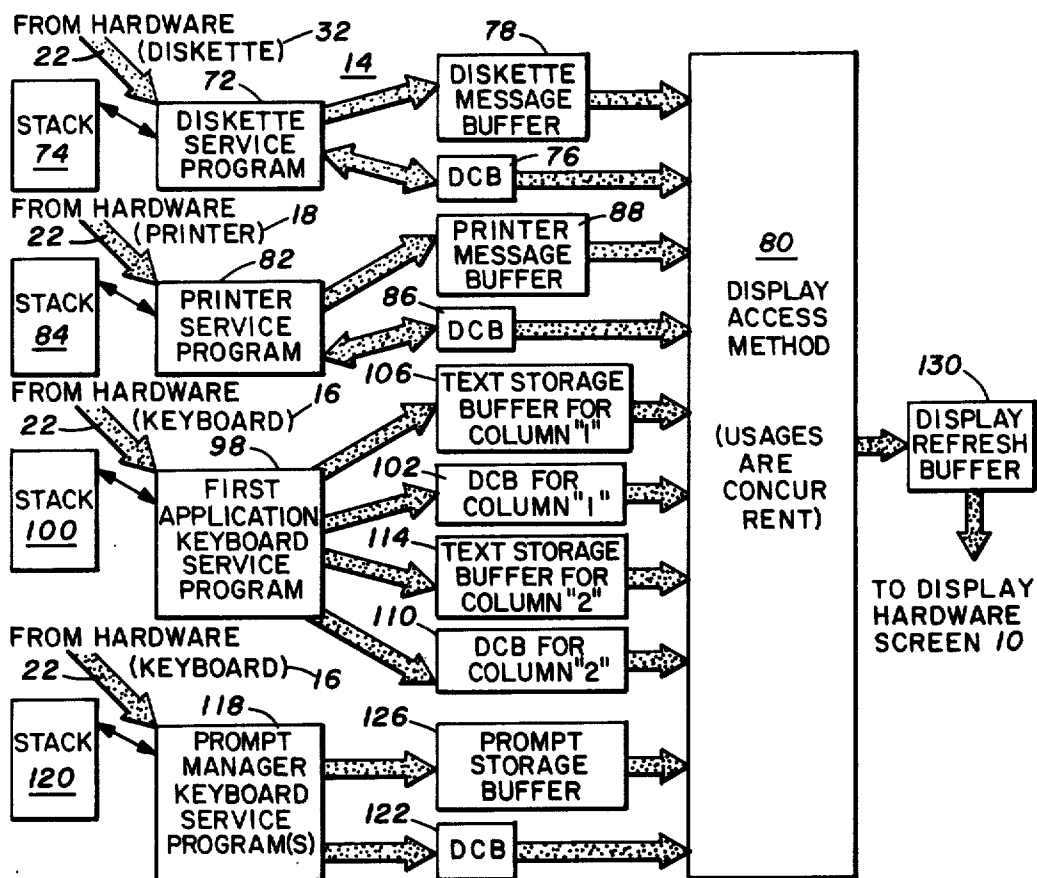 FROM HARDWARE
(DISKETTE) 32
22
14
STACK
74
72
DISKETTE
SERVICE
PROGRAM
78
DISKETTE
MESSAGE
BUFFER
76
DCB
FROM HARDWARE
(PRINTER) 18
22
STACK
84
82
PRINTER
SERVICE
PROGRAM
88
PRINTER
MESSAGE
BUFFER
86
DCB
FROM HARDWARE
(KEYBOARD) 16
22
STACK
100
98
FIRST
APPLICATION
KEYBOARD
SERVICE
PROGRAM
106
TEXT STORAGE
BUFFER FOR
COLUMN "1"
102
DCB FOR
COLUMN "1"
114
TEXT STORAGE
BUFFER FOR
COLUMN "2"
110
DCB FOR
COLUMN "2"
FROM HARDWARE
(KEYBOARD) 16
22
STACK
120
118
PROMPT
MANAGER
KEYBOARD
SERVICE
PROGRAM(S)
126
PROMPT
STORAGE
BUFFER
122
DCB
80
DISPLAY
ACCESS
METHOD
(USAGES
ARE
CONCUR
RENT)
130
DISPLAY
REFRESH
BUFFER
TO DISPLAY
HARDWARE
SCREEN 10